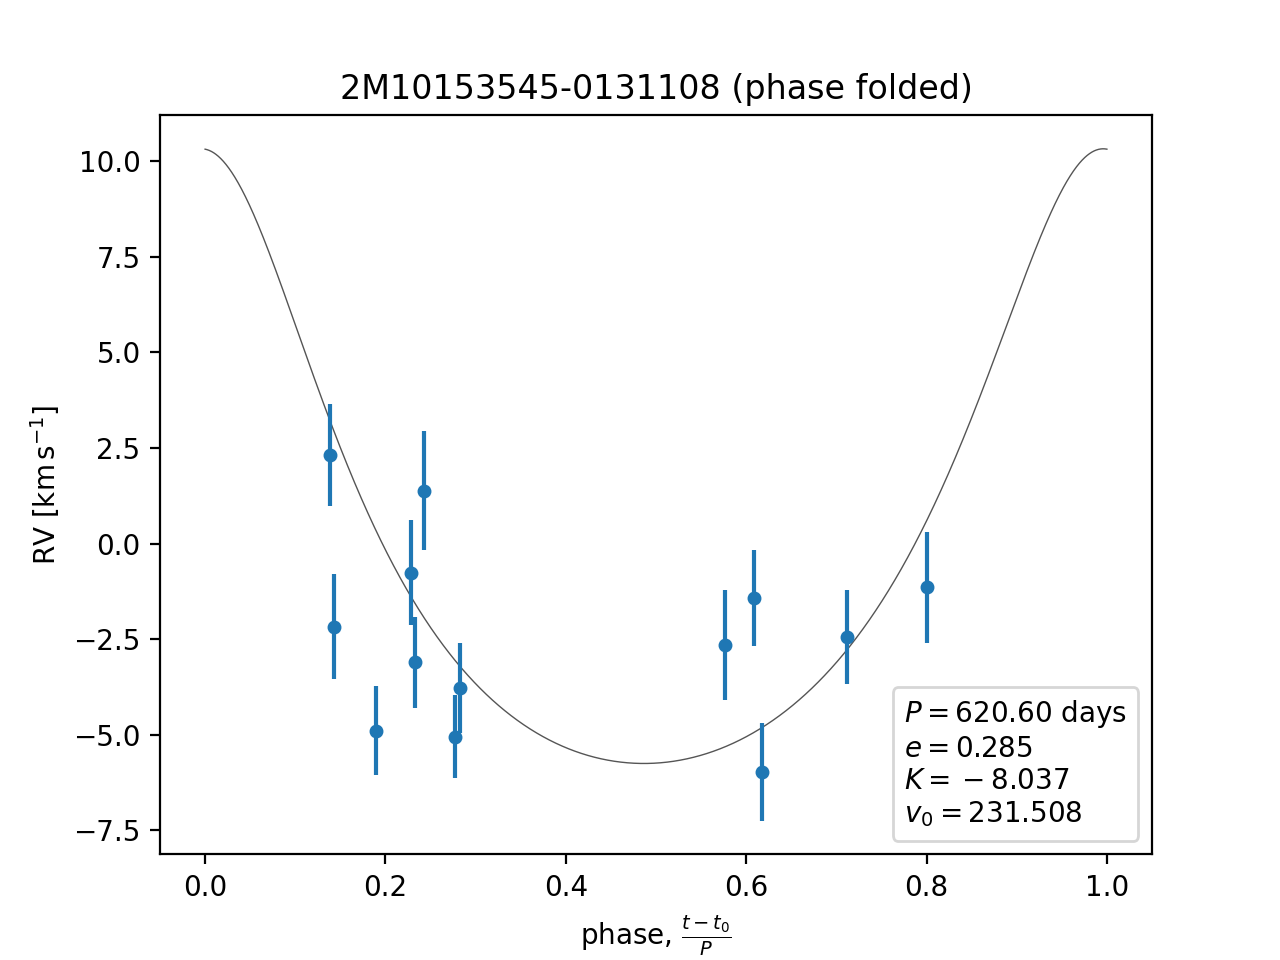 2M10153545-0131108 (phase folded)
RV [km s⁻¹]
10.0
7.5
5.0
2.5
0.0
−2.5
−5.0
−7.5
P = 620.60 days
e = 0.285
K = − 8.037
v₀ = 231.508
0.0 0.2 0.4 0.6 0.8 1.0
phase, (t − t₀)/P